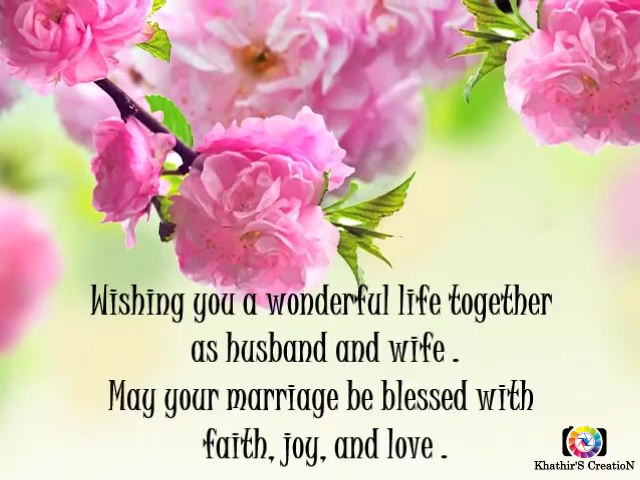 Wishing you a wonderful life together
as husband and wife .
May your marriage be blessed with
faith, joy, and love .
Khathir'S CreatioN